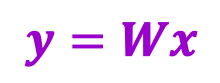 y = Wx